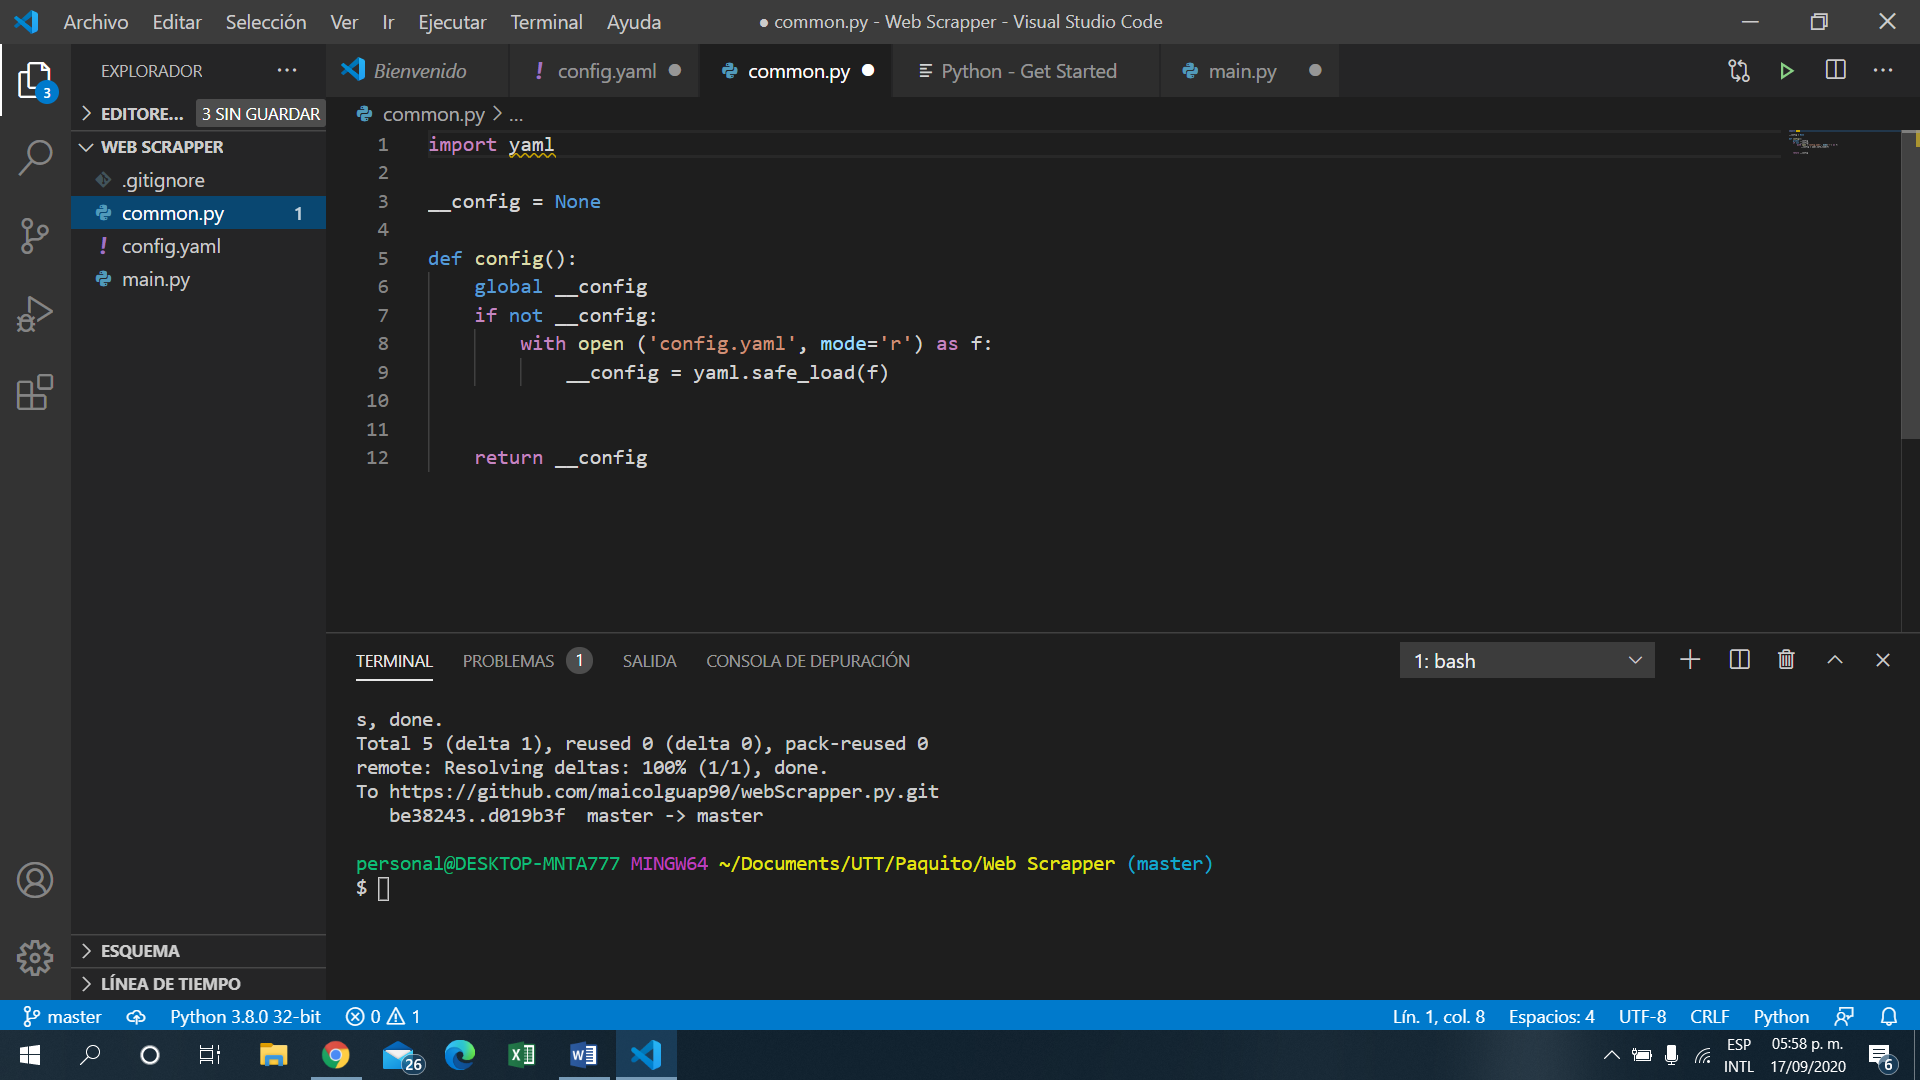 Archivo Editar Selección Ver Ir Ejecutar Terminal Ayuda ● common.py - Web Scrapper - Visual Studio Code
EXPLORADOR ···
Bienvenido ! config.yaml common.py Python - Get Started main.py ···
3
EDITORE... 3 SIN GUARDAR
common.py > ...
WEB SCRAPPER
.gitignore
common.py 1
! config.yaml
main.py
1 import yaml
2
3 __config = None
4
5 def config():
6 global __config
7 if not __config:
8 with open ('config.yaml', mode='r') as f:
9 __config = yaml.safe_load(f)
10
11
12 return __config
TERMINAL PROBLEMAS 1 SALIDA CONSOLA DE DEPURACIÓN 1: bash
s, done.
Total 5 (delta 1), reused 0 (delta 0), pack-reused 0
remote: Resolving deltas: 100% (1/1), done.
To https://github.com/maicolguap90/webScrapper.py.git
be38243..d019b3f master -> master
personal@DESKTOP-MNTA777 MINGW64 ~/Documents/UTT/Paquito/Web Scrapper (master)
$
ESQUEMA
LÍNEA DE TIEMPO
master Python 3.8.0 32-bit 0 1 Lín. 1, col. 8 Espacios: 4 UTF-8 CRLF Python
26 ESP 05:58 p. m.
INTL 17/09/2020 6